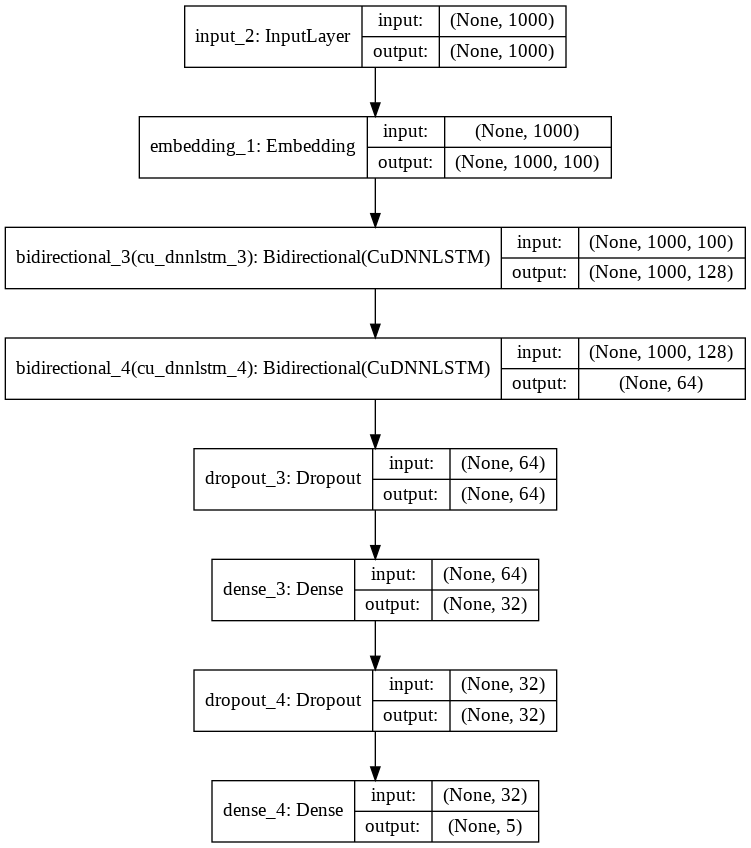 input_2: InputLayer
input: (None, 1000)
output: (None, 1000)
embedding_1: Embedding
input: (None, 1000)
output: (None, 1000, 100)
bidirectional_3(cu_dnnlstm_3): Bidirectional(CuDNNLSTM)
input: (None, 1000, 100)
output: (None, 1000, 128)
bidirectional_4(cu_dnnlstm_4): Bidirectional(CuDNNLSTM)
input: (None, 1000, 128)
output: (None, 64)
dropout_3: Dropout
input: (None, 64)
output: (None, 64)
dense_3: Dense
input: (None, 64)
output: (None, 32)
dropout_4: Dropout
input: (None, 32)
output: (None, 32)
dense_4: Dense
input: (None, 32)
output: (None, 5)